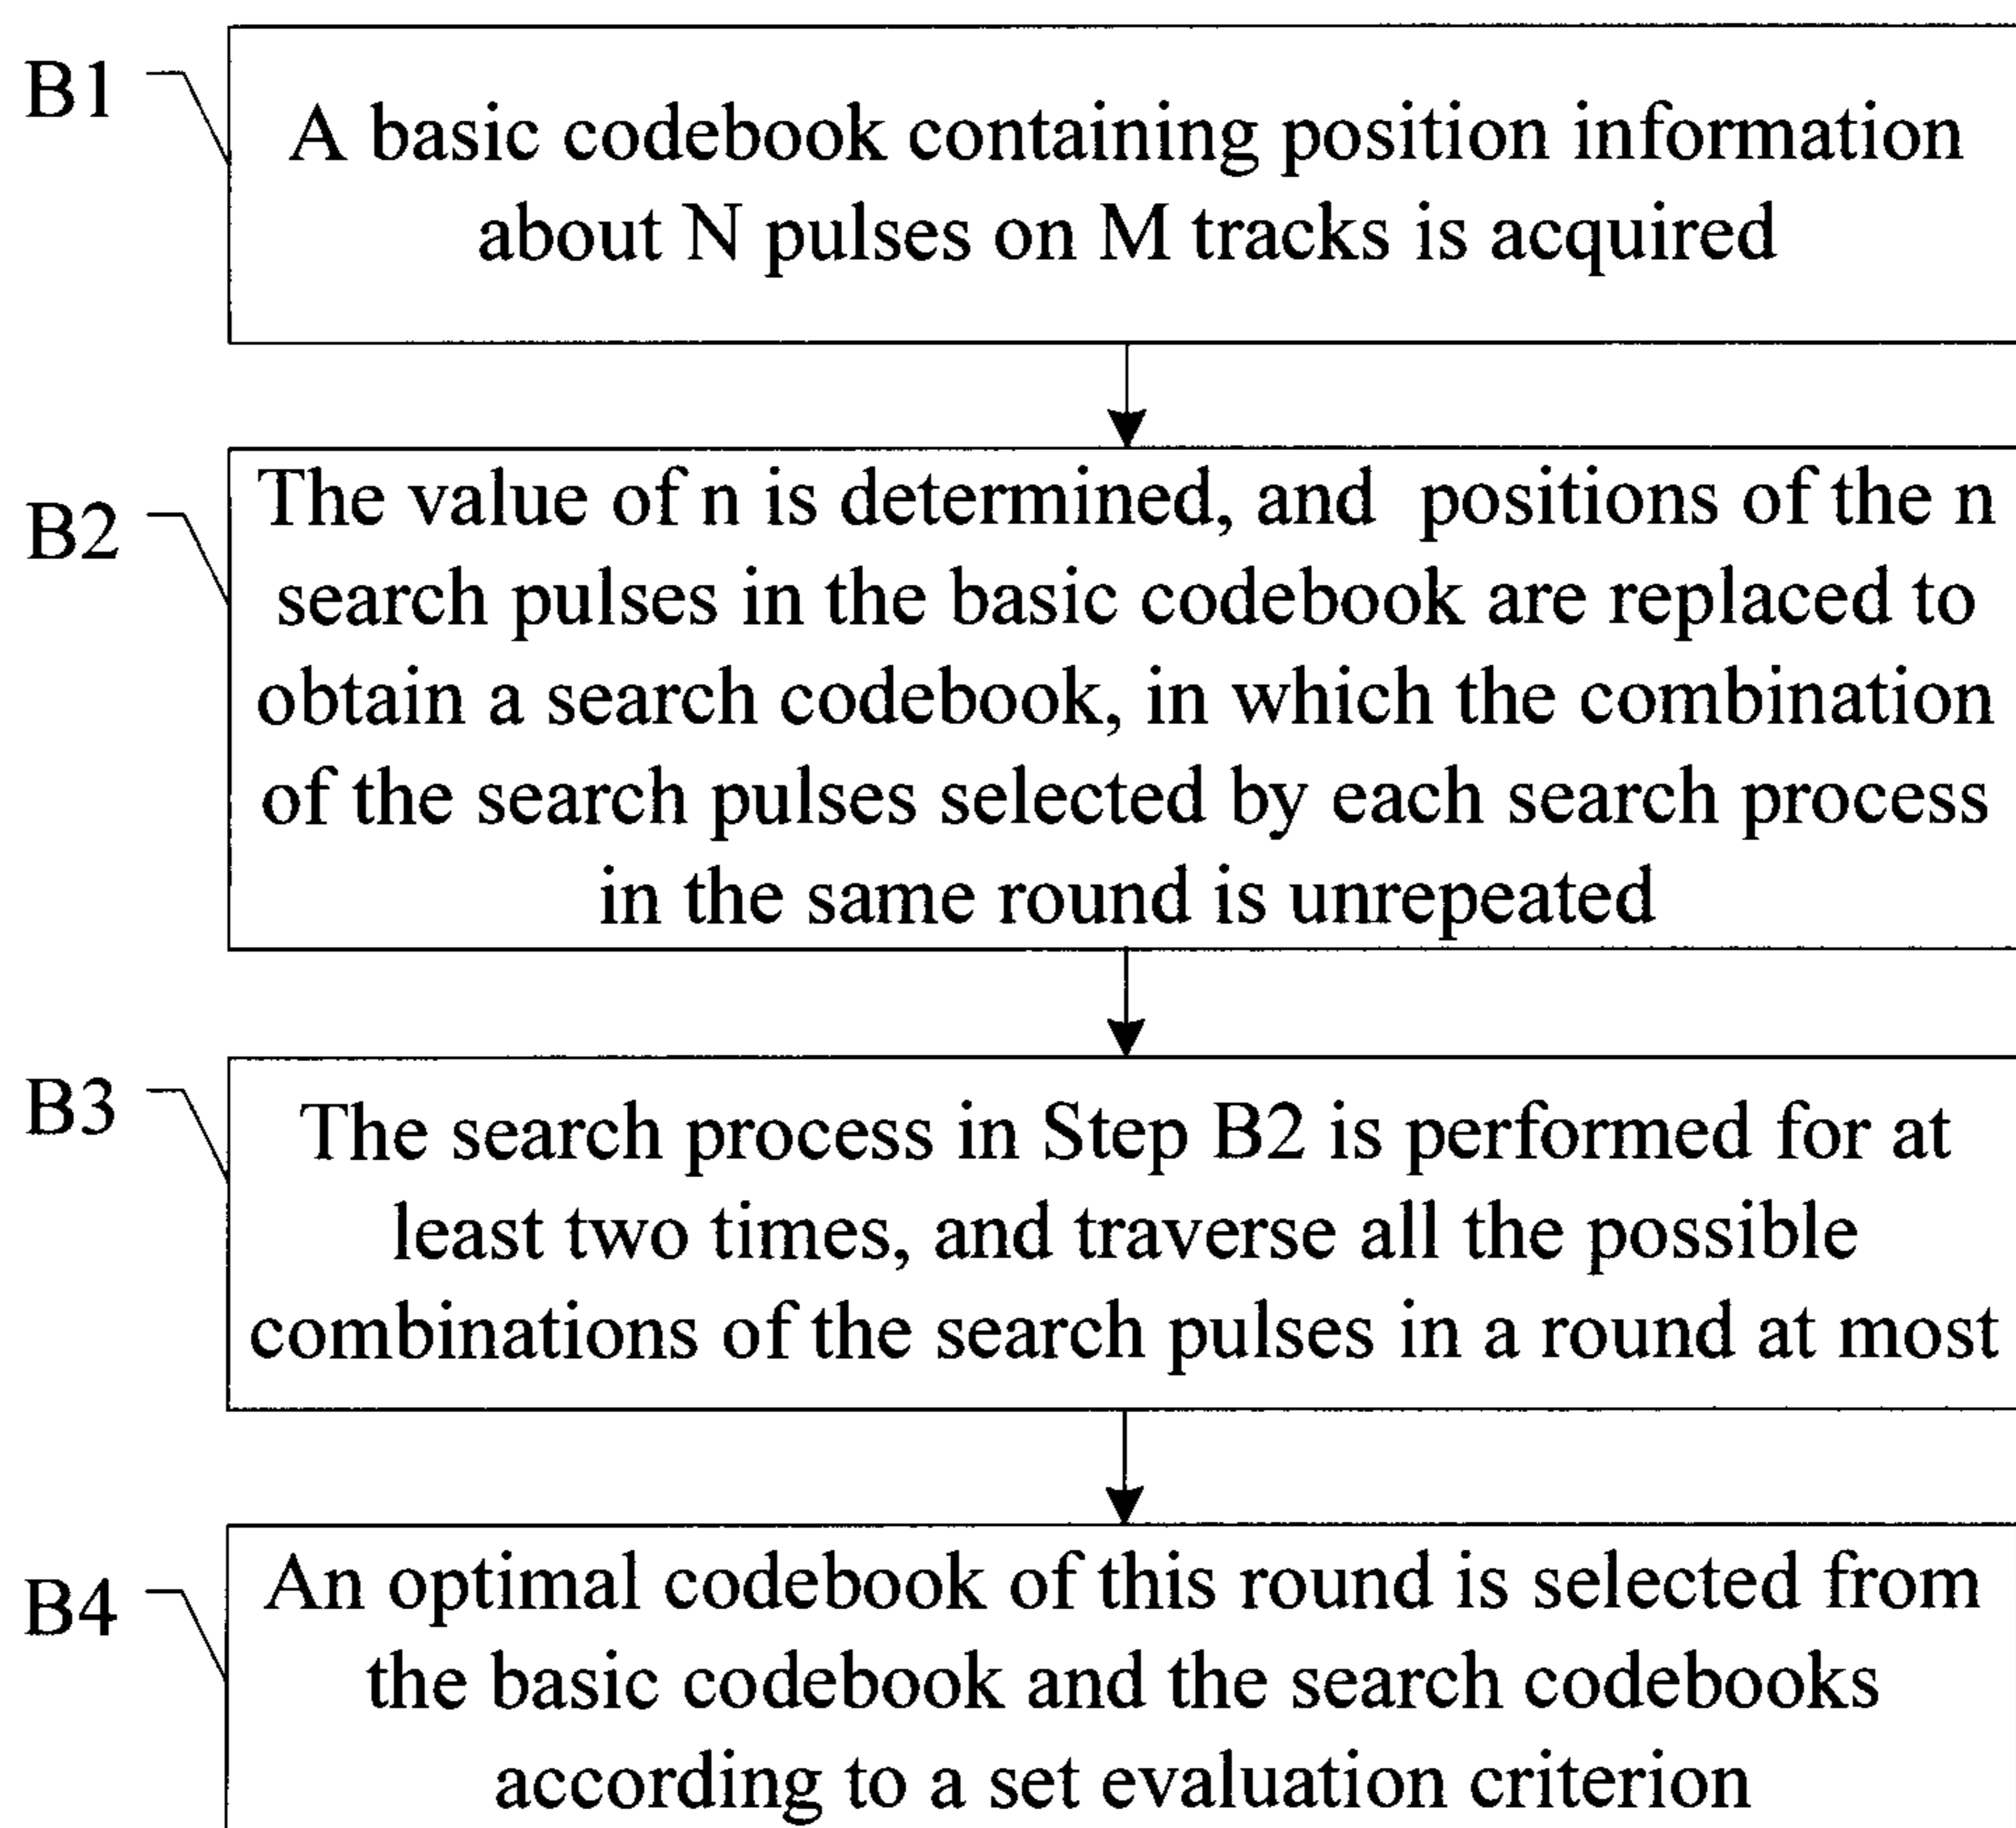 B1
A basic codebook containing position information
about N pulses on M tracks is acquired
B2
The value of n is determined, and positions of the n
search pulses in the basic codebook are replaced to
obtain a search codebook, in which the combination
of the search pulses selected by each search process
in the same round is unrepeated
B3
The search process in Step B2 is performed for at
least two times, and traverse all the possible
combinations of the search pulses in a round at most
B4
An optimal codebook of this round is selected from
the basic codebook and the search codebooks
according to a set evaluation criterion